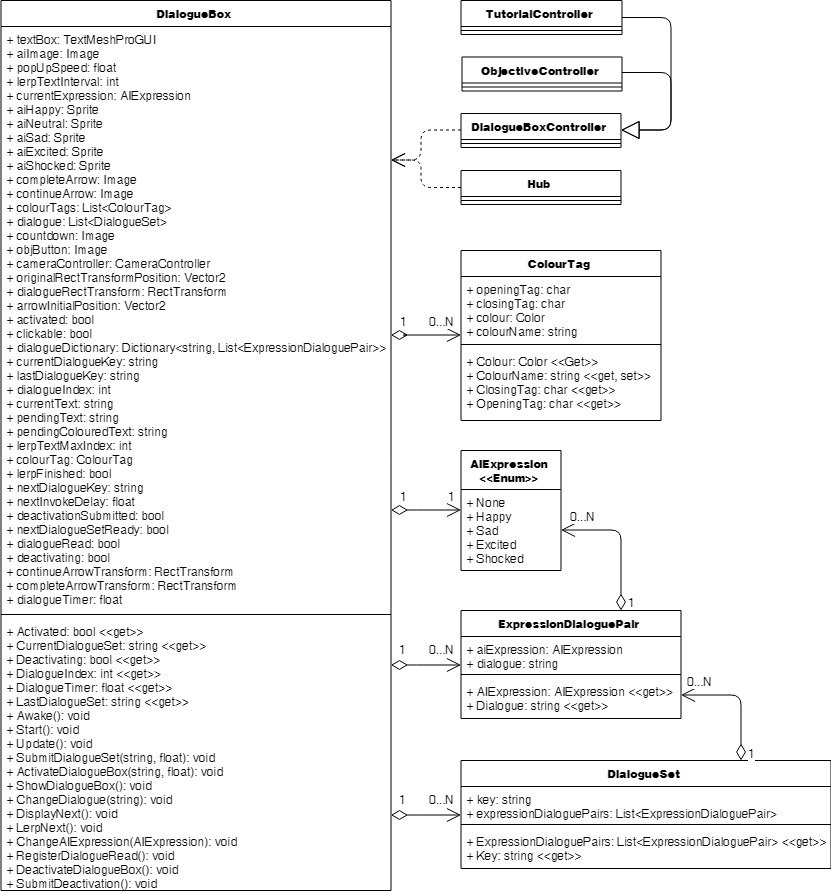 DialogueBox
+ textBox: TextMeshProGUI
+ aiImage: Image
+ popUpSpeed: float
+ lerpTextInterval: int
+ currentExpression: AIExpression
+ aiHappy: Sprite
+ aiNeutral: Sprite
+ aiSad: Sprite
+ aiExcited: Sprite
+ aiShocked: Sprite
+ completeArrow: Image
+ continueArrow: Image
+ colourTags: List<ColourTag>
+ dialogue: List<DialogueSet>
+ countdown: Image
+ objButton: Image
+ cameraController: CameraController
+ originalRectTransformPosition: Vector2
+ dialogueRectTransform: RectTransform
+ arrowInitialPosition: Vector2
+ activated: bool
+ clickable: bool
+ dialogueDictionary: Dictionary<string, List<ExpressionDialoguePair>>
+ currentDialogueKey: string
+ lastDialogueKey: string
+ dialogueIndex: int
+ currentText: string
+ pendingText: string
+ pendingColouredText: string
+ lerpTextMaxIndex: int
+ colourTag: ColourTag
+ lerpFinished: bool
+ nextDialogueKey: string
+ nextInvokeDelay: float
+ deactivationSubmitted: bool
+ nextDialogueSetReady: bool
+ dialogueRead: bool
+ deactivating: bool
+ continueArrowTransform: RectTransform
+ completeArrowTransform: RectTransform
+ dialogueTimer: float
+ Activated: bool <<get>>
+ CurrentDialogueSet: string <<get>>
+ Deactivating: bool <<get>>
+ DialogueIndex: int <<get>>
+ DialogueTimer: float <<get>>
+ LastDialogueSet: string <<get>>
+ Awake(): void
+ Start(): void
+ Update(): void
+ SubmitDialogueSet(string, float): void
+ ActivateDialogueBox(string, float): void
+ ShowDialogueBox(): void
+ ChangeDialogue(string): void
+ DisplayNext(): void
+ LerpNext(): void
+ ChangeAIExpression(AIExpression): void
+ RegisterDialogueRead(): void
+ DeactivateDialogueBox(): void
+ SubmitDeactivation(): void
TutorialController
ObjectiveController
DialogueBoxController
Hub
1 0...N
ColourTag
+ openingTag: char
+ closingTag: char
+ colour: Color
+ colourName: string
+ Colour: Color <<Get>>
+ ColourName: string <<get, set>>
+ ClosingTag: char <<get>>
+ OpeningTag: char <<get>>
1 1
AIExpression
<<Enum>>
+ None
+ Happy
+ Sad
+ Excited
+ Shocked
0...N
1
1 0...N
ExpressionDialoguePair
+ aiExpression: AIExpression
+ dialogue: string
+ AIExpression: AIExpression <<get>>
+ Dialogue: string <<get>>
0...N
1
1 0...N
DialogueSet
+ key: string
+ expressionDialoguePairs: List<ExpressionDialoguePair>
+ ExpressionDialoguePairs: List<ExpressionDialoguePair> <<get>>
+ Key: string <<get>>